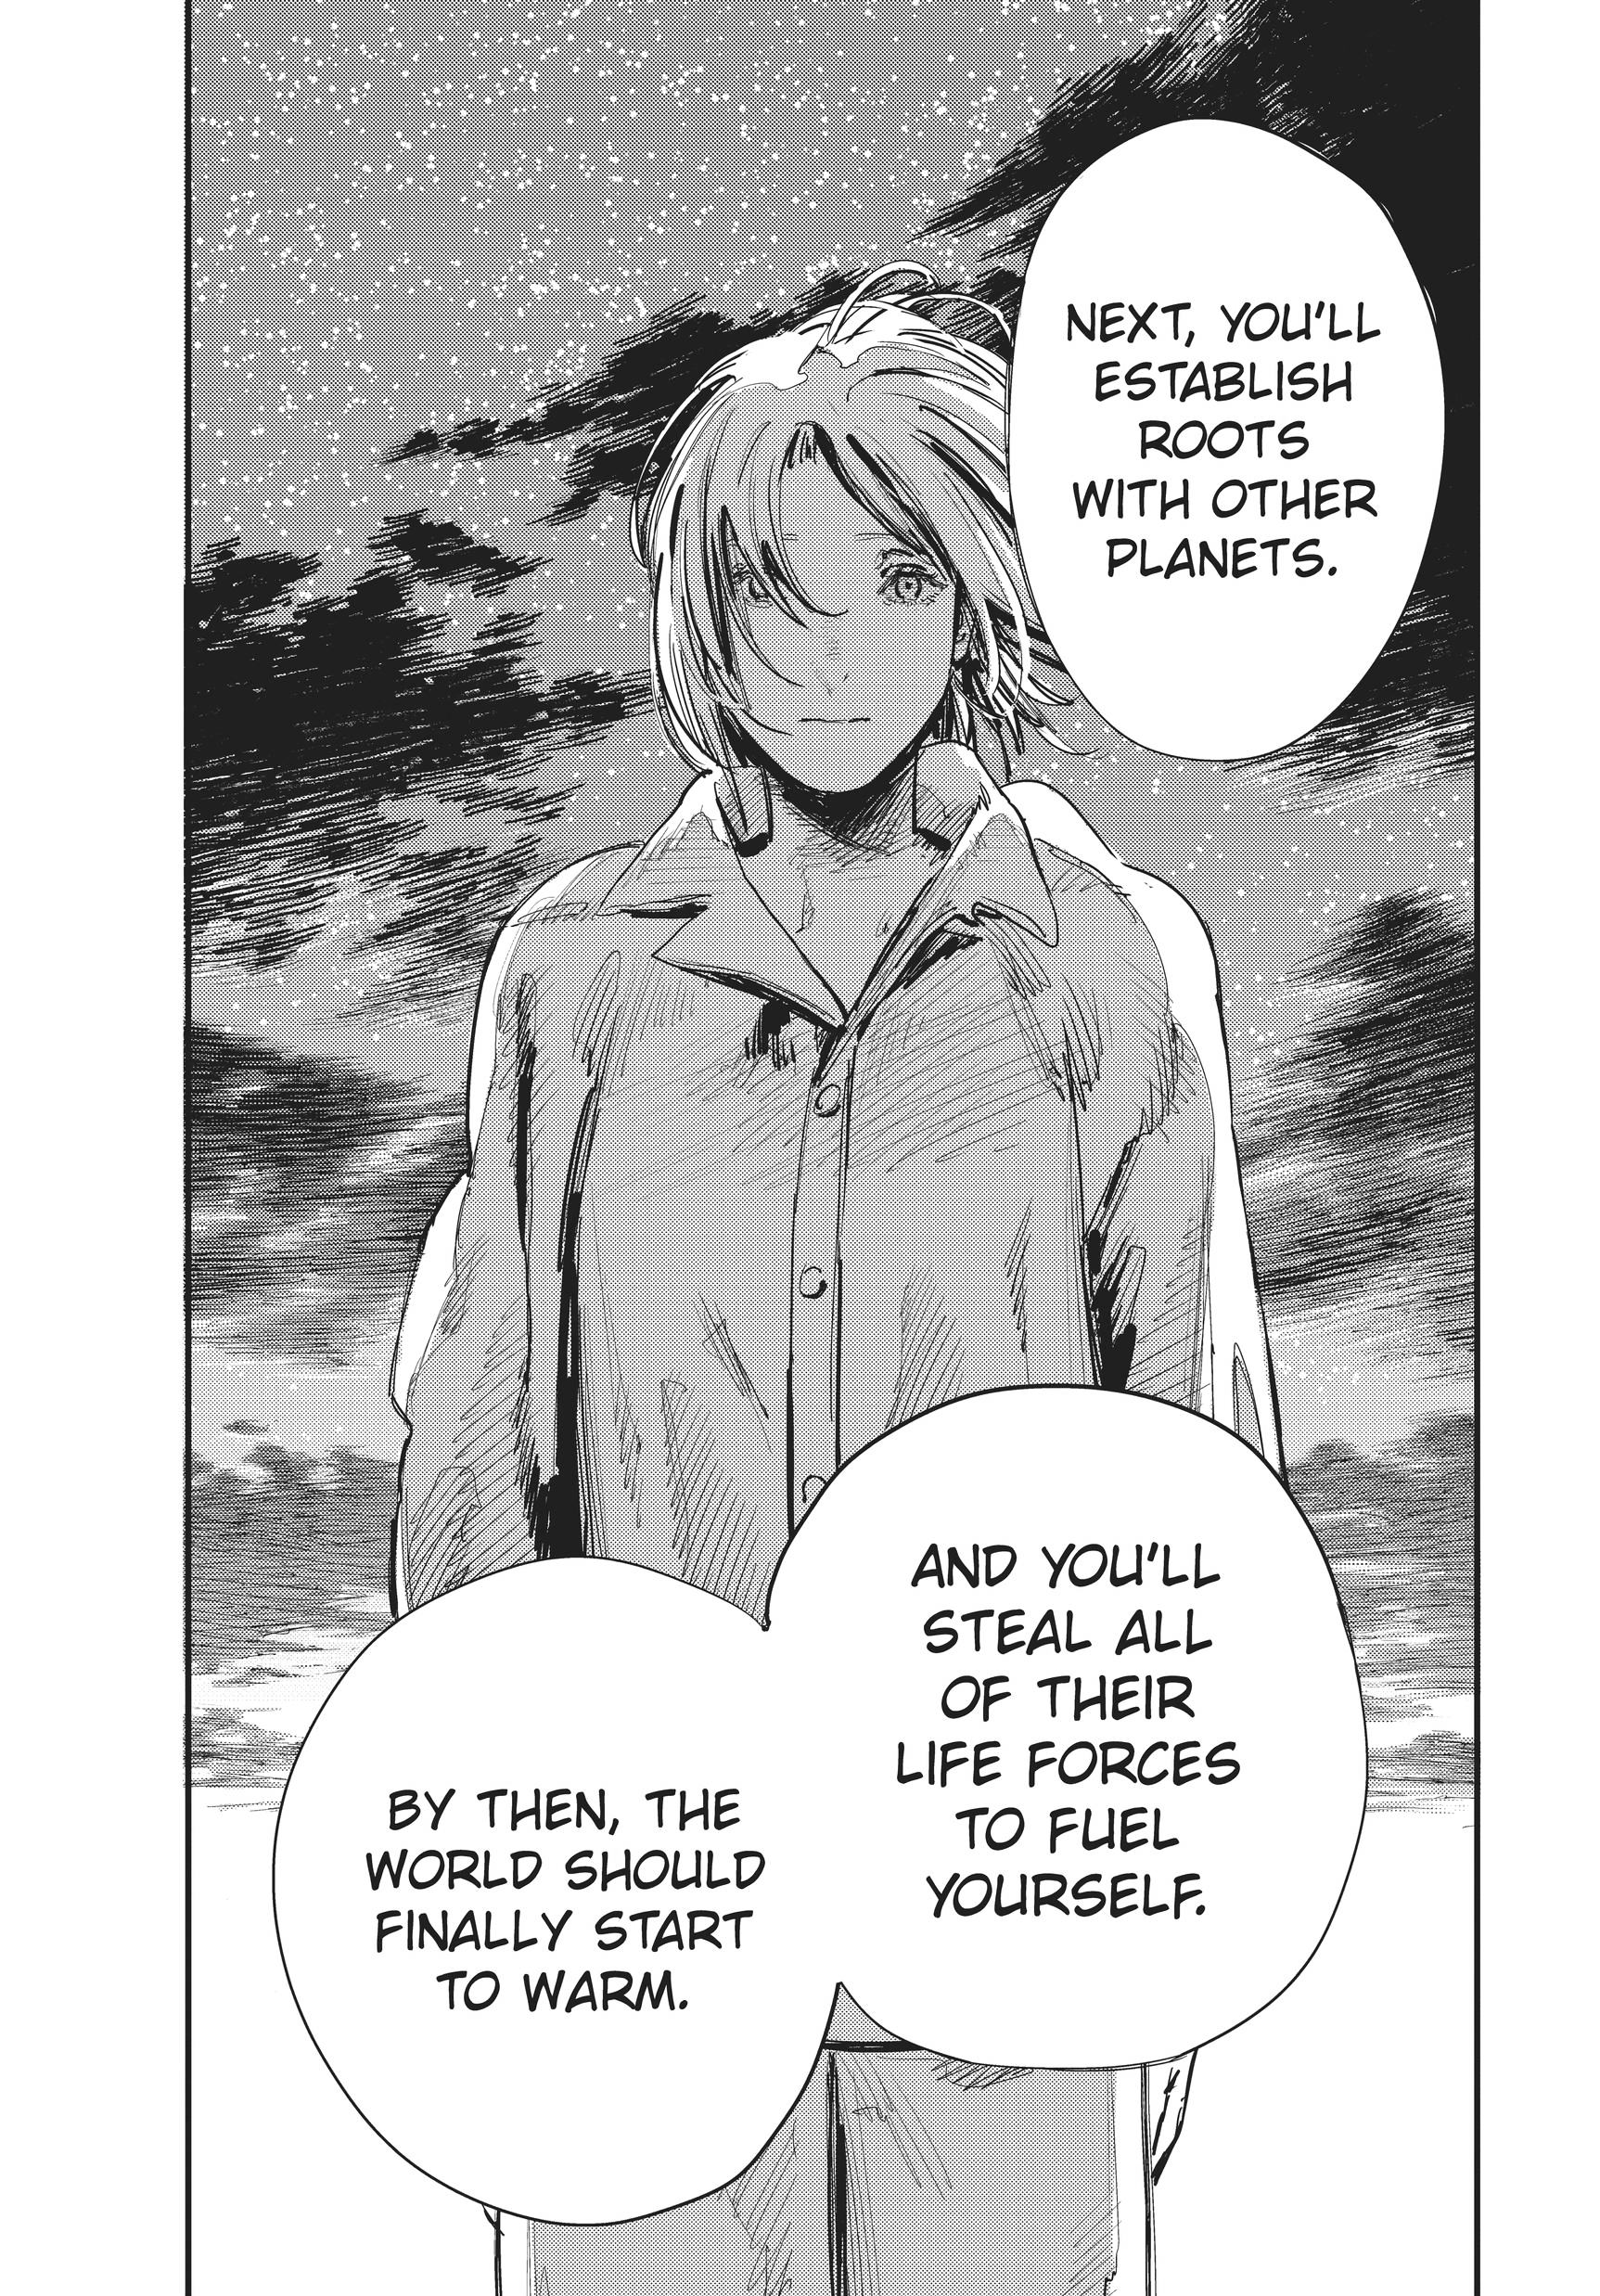 NEXT, YOU'LL
ESTABLISH
ROOTS
WITH OTHER
PLANETS.
AND YOU'LL
STEAL ALL
OF THEIR
LIFE FORCES
TO FUEL
YOURSELF.
BY THEN, THE
WORLD SHOULD
FINALLY START
TO WARM.